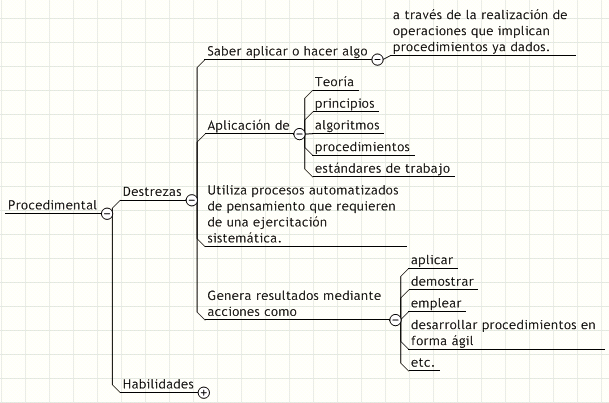 Procedimental
Destrezas
Saber aplicar o hacer algo
a través de la realización de
operaciones que implican
procedimientos ya dados.
Aplicación de
Teoría
principios
algoritmos
procedimientos
estándares de trabajo
Utiliza procesos automatizados
de pensamiento que requieren
de una ejercitación
sistemática.
Genera resultados mediante
acciones como
aplicar
demostrar
emplear
desarrollar procedimientos en
forma ágil
etc.
Habilidades